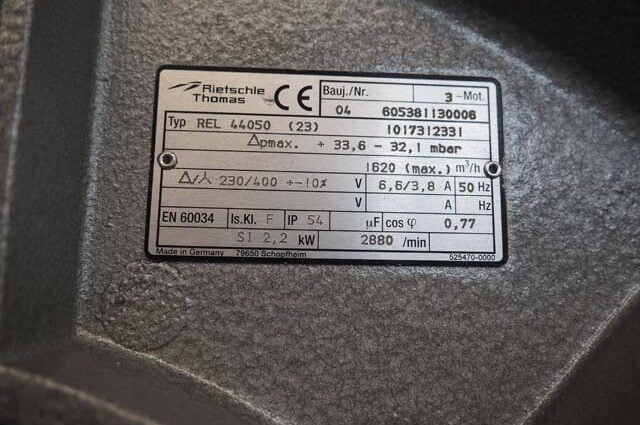 Rietschle Thomas CE Bauj./Nr. 3 ~Mot.
04 605381130006
Typ REL 44050 (23) 1017312331
Δpmax. + 33,6 - 32,1 mbar
1620 (max.) m³/h
Δ/⅄ 230/400 +-10% V 6,6/3,8 A 50 Hz
V A Hz
EN 60034 Is.Kl. F IP 54 µF cos φ 0,77
S1 2,2 kW 2880 /min
Made in Germany 79650 Schopfheim 525470-0000